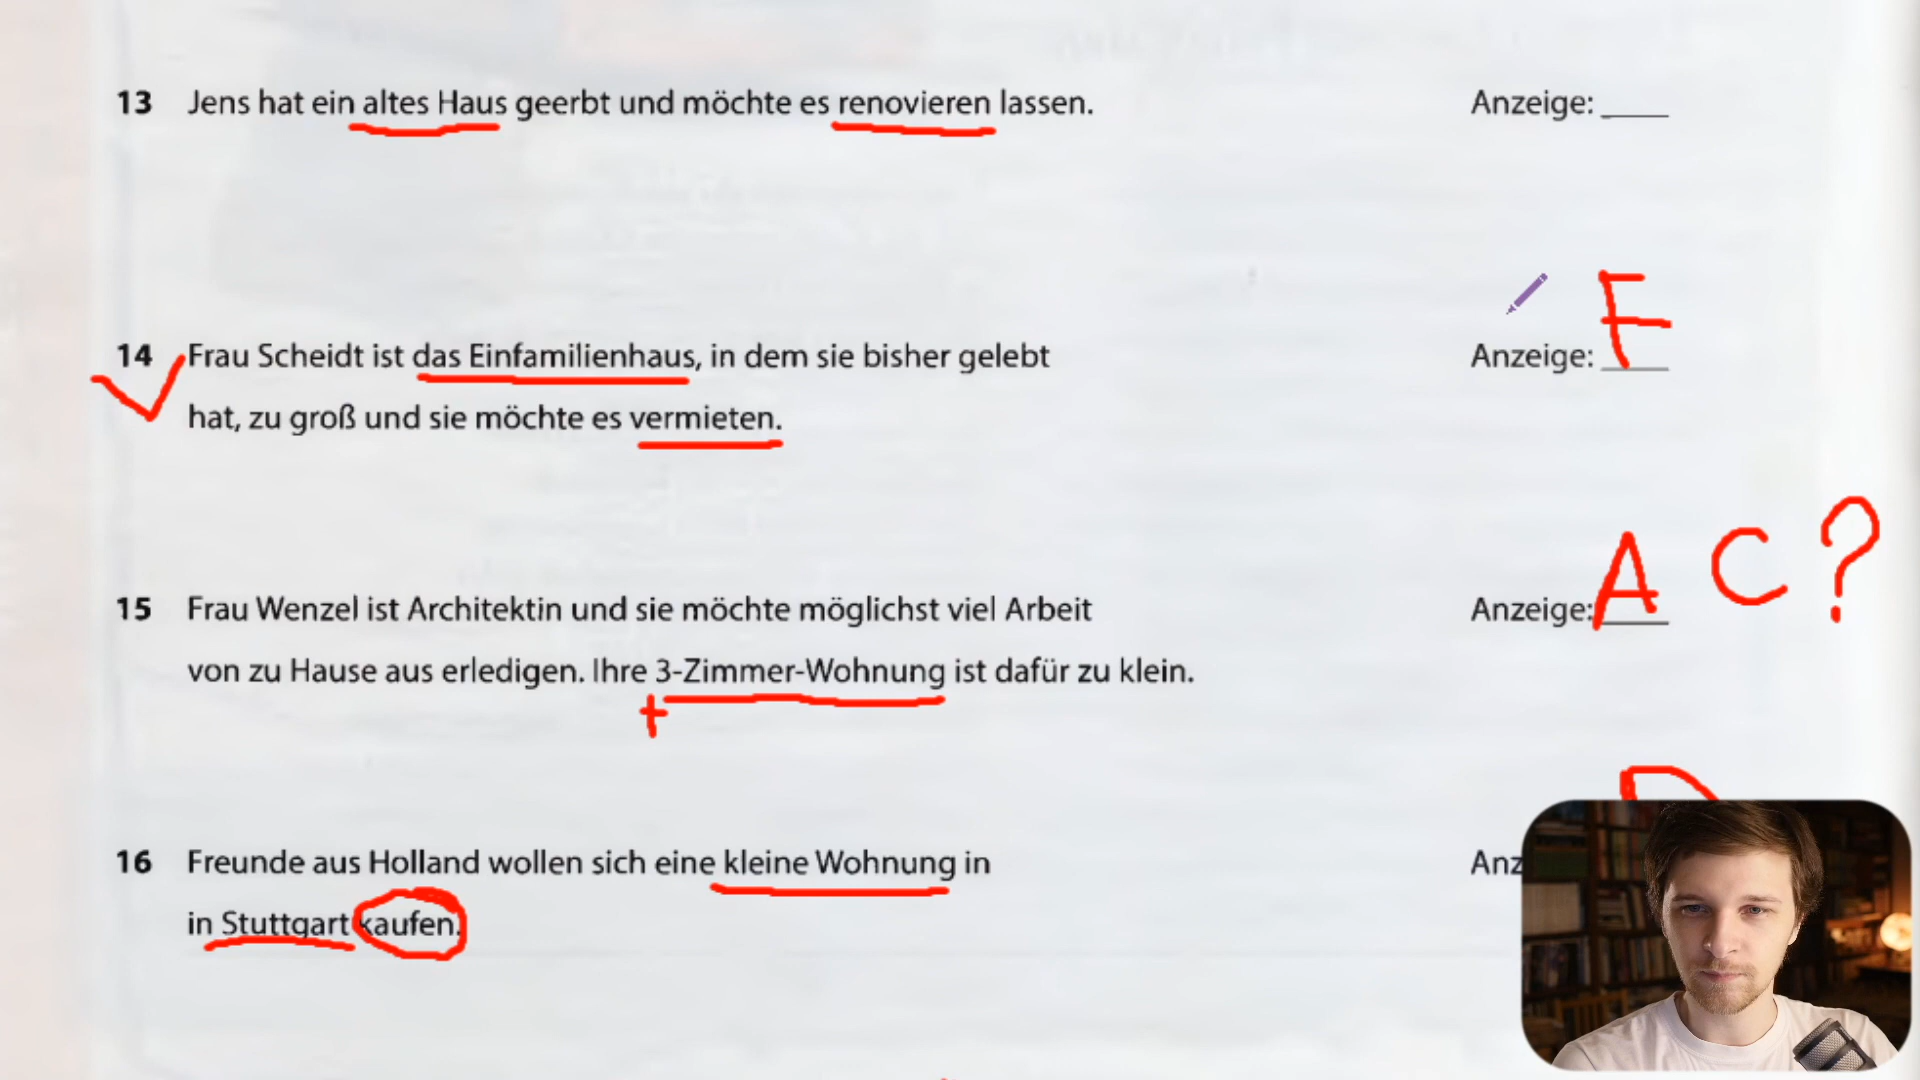 13 Jens hat ein altes Haus geerbt und möchte es renovieren lassen. Anzeige: ____
F
14 Frau Scheidt ist das Einfamilienhaus, in dem sie bisher gelebt Anzeige: ____
hat, zu groß und sie möchte es vermieten.
A C ?
15 Frau Wenzel ist Architektin und sie möchte möglichst viel Arbeit Anzeige: ____
von zu Hause aus erledigen. Ihre 3-Zimmer-Wohnung ist dafür zu klein.
+
16 Freunde aus Holland wollen sich eine kleine Wohnung in Anz
in Stuttgart kaufen.